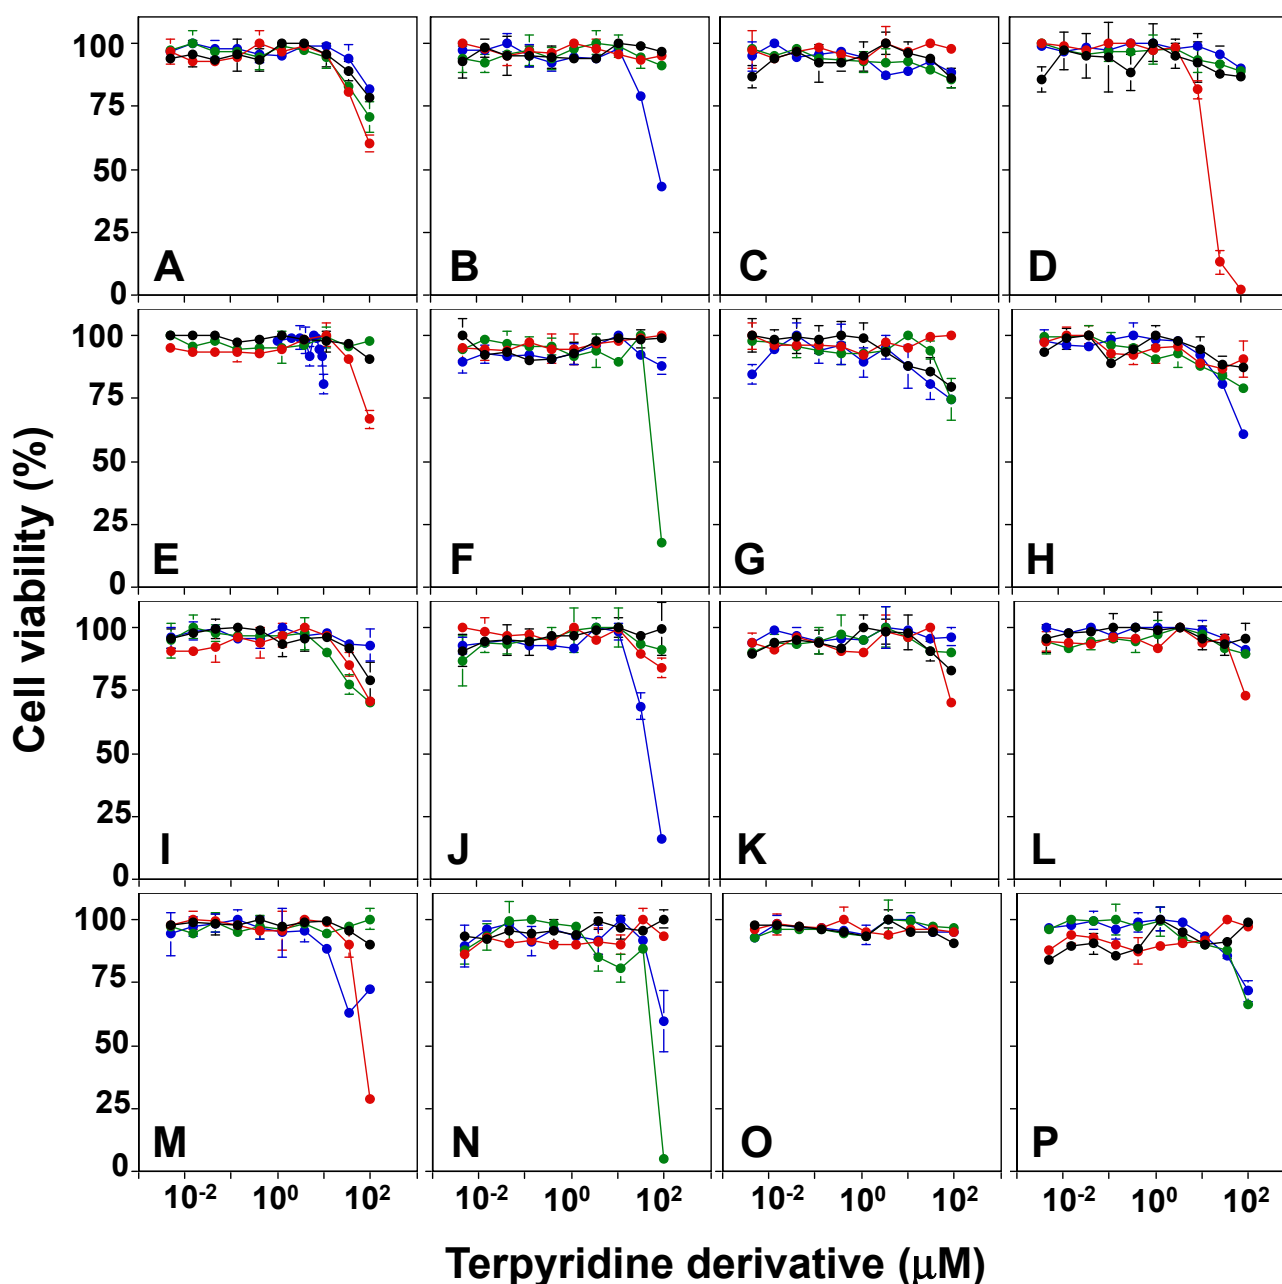 Cell viability (%)
100
75
50
25
0
A
B
C
D
100
75
50
25
0
E
F
G
H
100
75
50
25
0
I
J
K
L
100
75
50
25
0
M
N
O
P
10⁻² 10⁰ 10² 10⁻² 10⁰ 10² 10⁻² 10⁰ 10² 10⁻² 10⁰ 10²
Terpyridine derivative (μM)